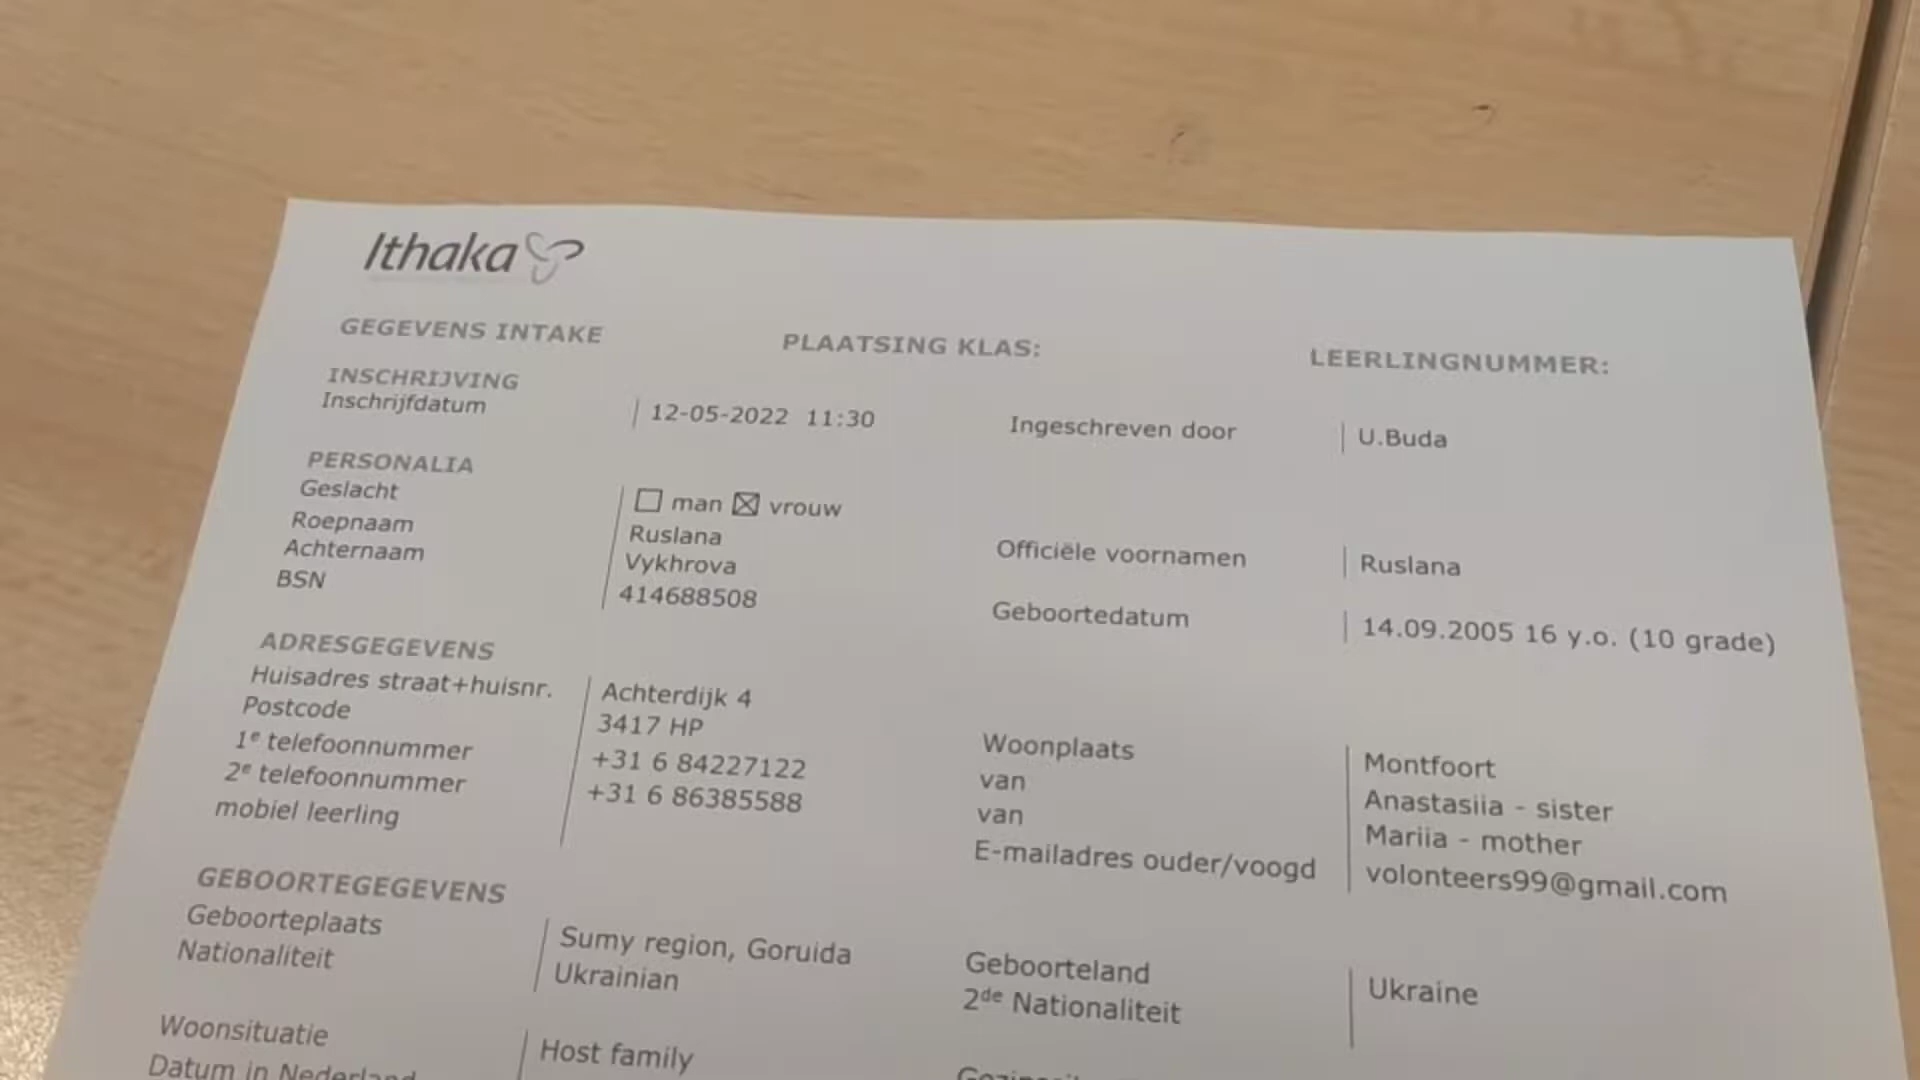 Ithaka
GEGEVENS INTAKE PLAATSING KLAS: LEERLINGNUMMER:
INSCHRIJVING
Inschrijfdatum 12-05-2022 11:30 Ingeschreven door U.Buda
PERSONALIA
Geslacht man vrouw
Roepnaam Ruslana Officiële voornamen Ruslana
Achternaam Vykhrova
BSN 414688508 Geboortedatum 14.09.2005 16 y.o. (10 grade)
ADRESGEGEVENS
Huisadres straat+huisnr. Achterdijk 4
Postcode 3417 HP Woonplaats Montfoort
1e telefoonnummer +31 6 84227122 van Anastasiia - sister
2e telefoonnummer +31 6 86385588 van Mariia - mother
mobiel leerling E-mailadres ouder/voogd volonteers99@gmail.com
GEBOORTEGEGEVENS
Geboorteplaats Sumy region, Goruida Geboorteland Ukraine
Nationaliteit Ukrainian 2de Nationaliteit
Woonsituatie Host family
Datum in Nederland